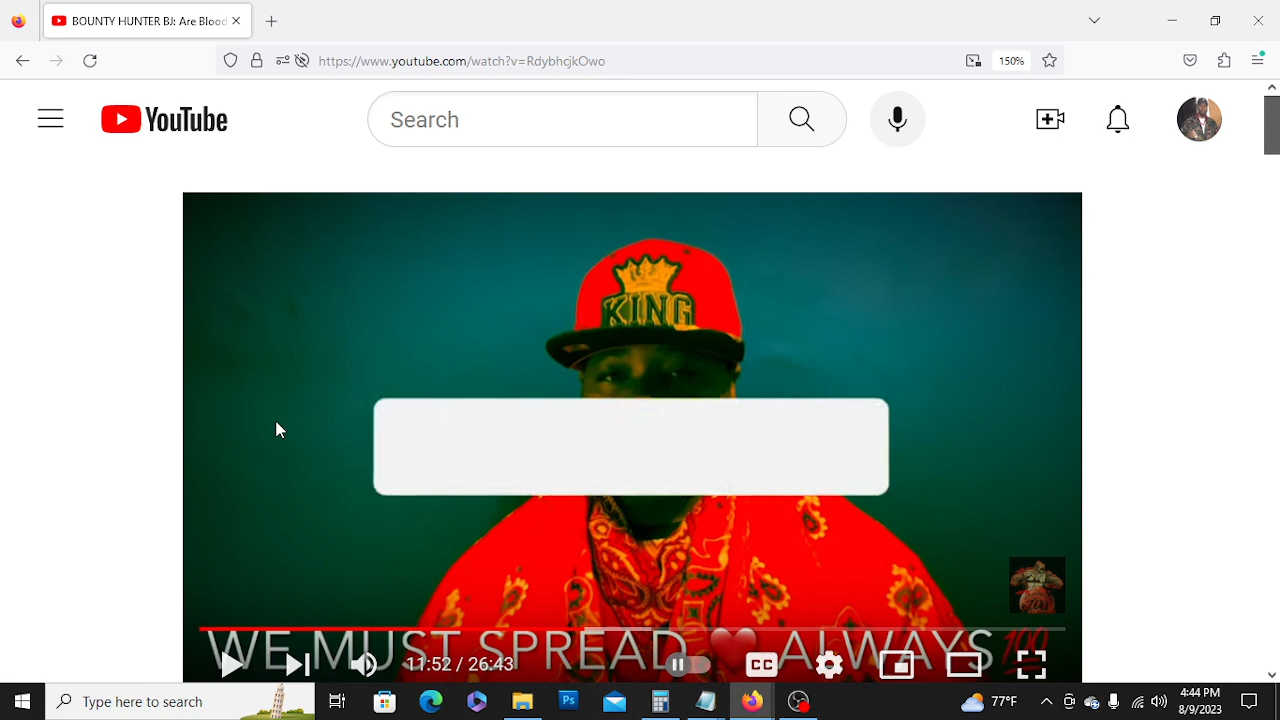 BOUNTY HUNTER BJ: Are Blood
https://www.youtube.com/watch?v=RdybhcjkOwo
150%
YouTube
Search
KING
WE MUST SPREAD ❤ ALWAYS 💯
11:52 / 26:43
CC
Type here to search
Ps
77°F
4:44 PM
8/9/2023